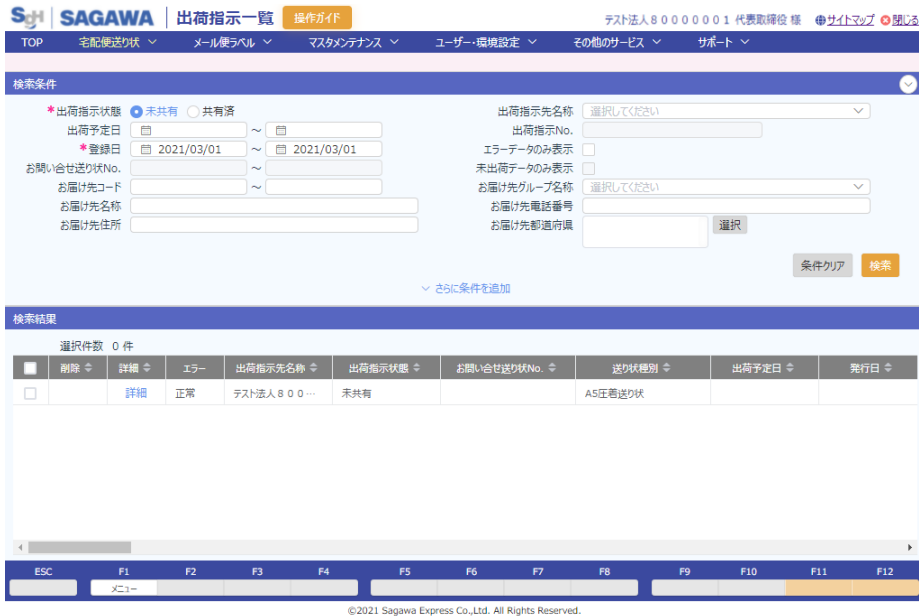 SGH SAGAWA 出荷指示一覧 操作ガイド テスト法人80000001 代表取締役 様 サイトマップ 閉じる
TOP 宅配便送り状 メール便ラベル マスタメンテナンス ユーザー・環境設定 その他のサービス サポート
検索条件
*出荷指示状態 未共有 共有済 出荷指示先名称 選択してください
出荷予定日 ～ 出荷指示No.
*登録日 2021/03/01 ～ 2021/03/01 エラーデータのみ表示
お問い合せ送り状No. ～ 未出荷データのみ表示
お届け先コード ～ お届け先グループ名称 選択してください
お届け先名称 お届け先電話番号
お届け先住所 お届け先都道府県 選択
条件クリア 検索
さらに条件を追加
検索結果
選択件数 0 件
削除 詳細 エラー 出荷指示先名称 出荷指示状態 お問い合せ送り状No. 送り状種別 出荷予定日 発行日
詳細 正常 テスト法人800… 未共有 A5圧着送り状
ESC F1 F2 F3 F4 F5 F6 F7 F8 F9 F10 F11 F12
メニュー
©2021 Sagawa Express Co.,Ltd. All Rights Reserved.